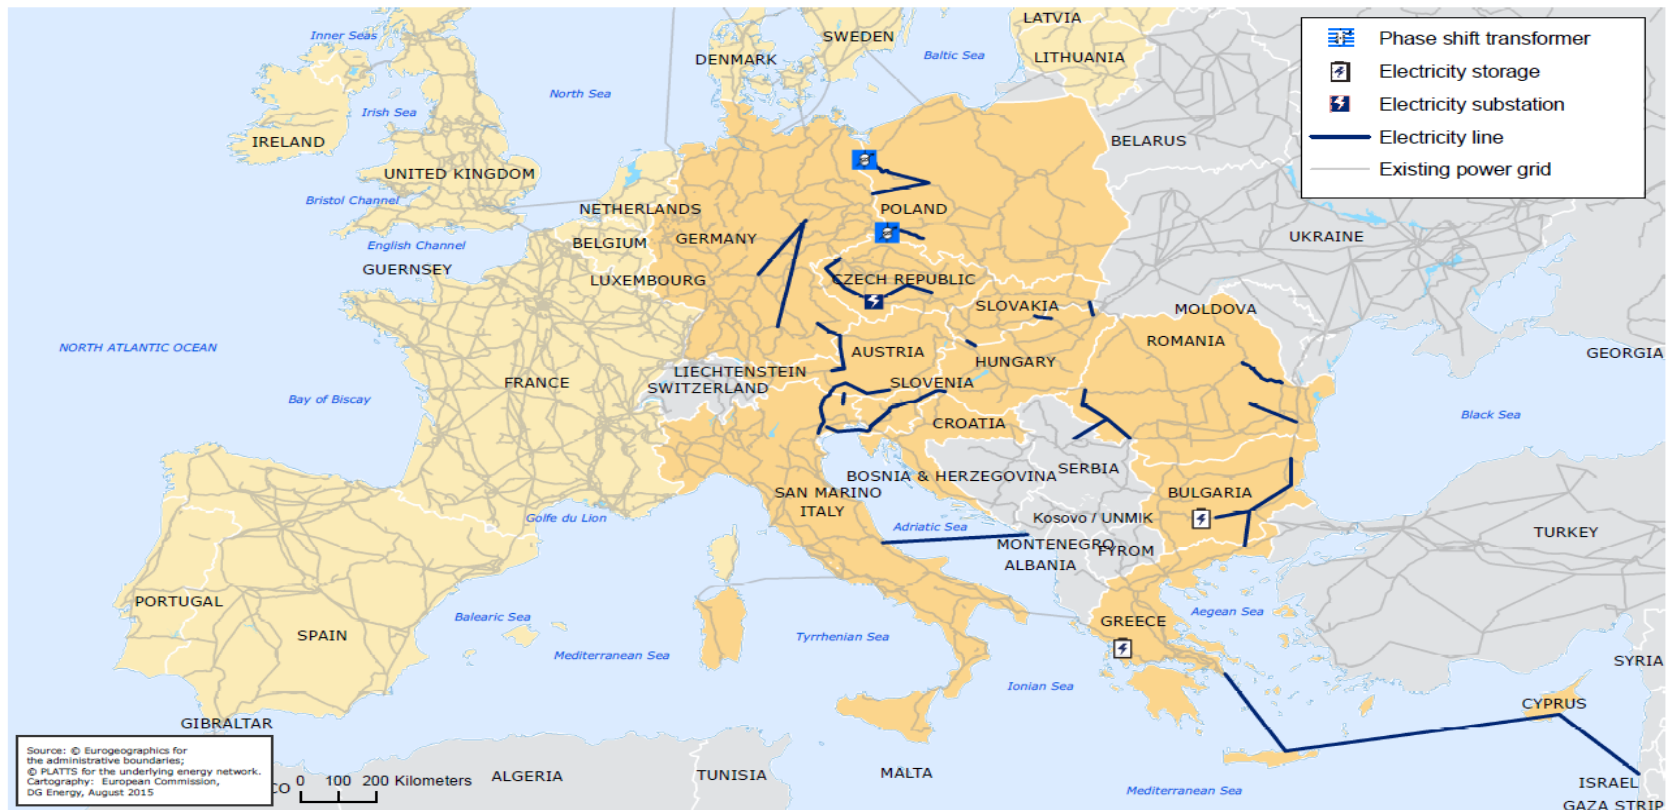 LATVIA
Inner Seas
SWEDEN
Baltic Sea
DENMARK
LITHUANIA
North Sea
Irish Sea
IRELAND
BELARUS
UNITED KINGDOM
Bristol Channel
NETHERLANDS
POLAND
English Channel
BELGIUM
GERMANY
UKRAINE
GUERNSEY
LUXEMBOURG
CZECH REPUBLIC
SLOVAKIA
MOLDOVA
NORTH ATLANTIC OCEAN
AUSTRIA
HUNGARY
ROMANIA
GEORGIA
LIECHTENSTEIN
SWITZERLAND
FRANCE
SLOVENIA
Bay of Biscay
CROATIA
Black Sea
BOSNIA & HERZEGOVINA
SERBIA
SAN MARINO
ITALY
BULGARIA
Golfe du Lion
Adriatic Sea
Kosovo / UNMIK
MONTENEGRO
FYROM
ALBANIA
TURKEY
PORTUGAL
SPAIN
Balearic Sea
Mediterranean Sea
Tyrrhenian Sea
GREECE
Aegean Sea
Ionian Sea
SYRIA
CYPRUS
GIBRALTAR
ALGERIA
TUNISIA
MALTA
Mediterranean Sea
ISRAEL
GAZA STRIP
CO
0 100 200 Kilometers
Phase shift transformer
Electricity storage
Electricity substation
Electricity line
Existing power grid
Source: © Eurogeographics for
the administrative boundaries;
© PLATTS for the underlying energy network.
Cartography: European Commission,
DG Energy, August 2015